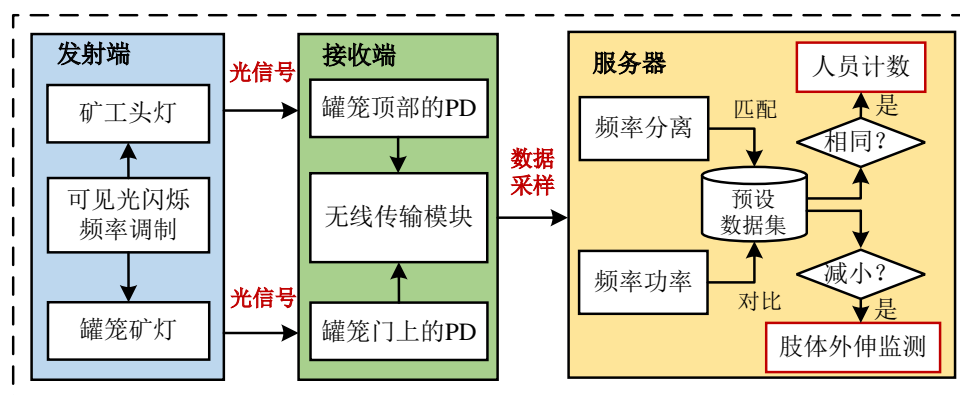 发射端
矿工头灯
可见光闪烁
频率调制
罐笼矿灯
光信号
光信号
接收端
罐笼顶部的PD
无线传输模块
罐笼门上的PD
数据
采样
服务器
频率分离
匹配
预设
数据集
频率功率
对比
人员计数
是
相同?
减小?
是
肢体外伸监测